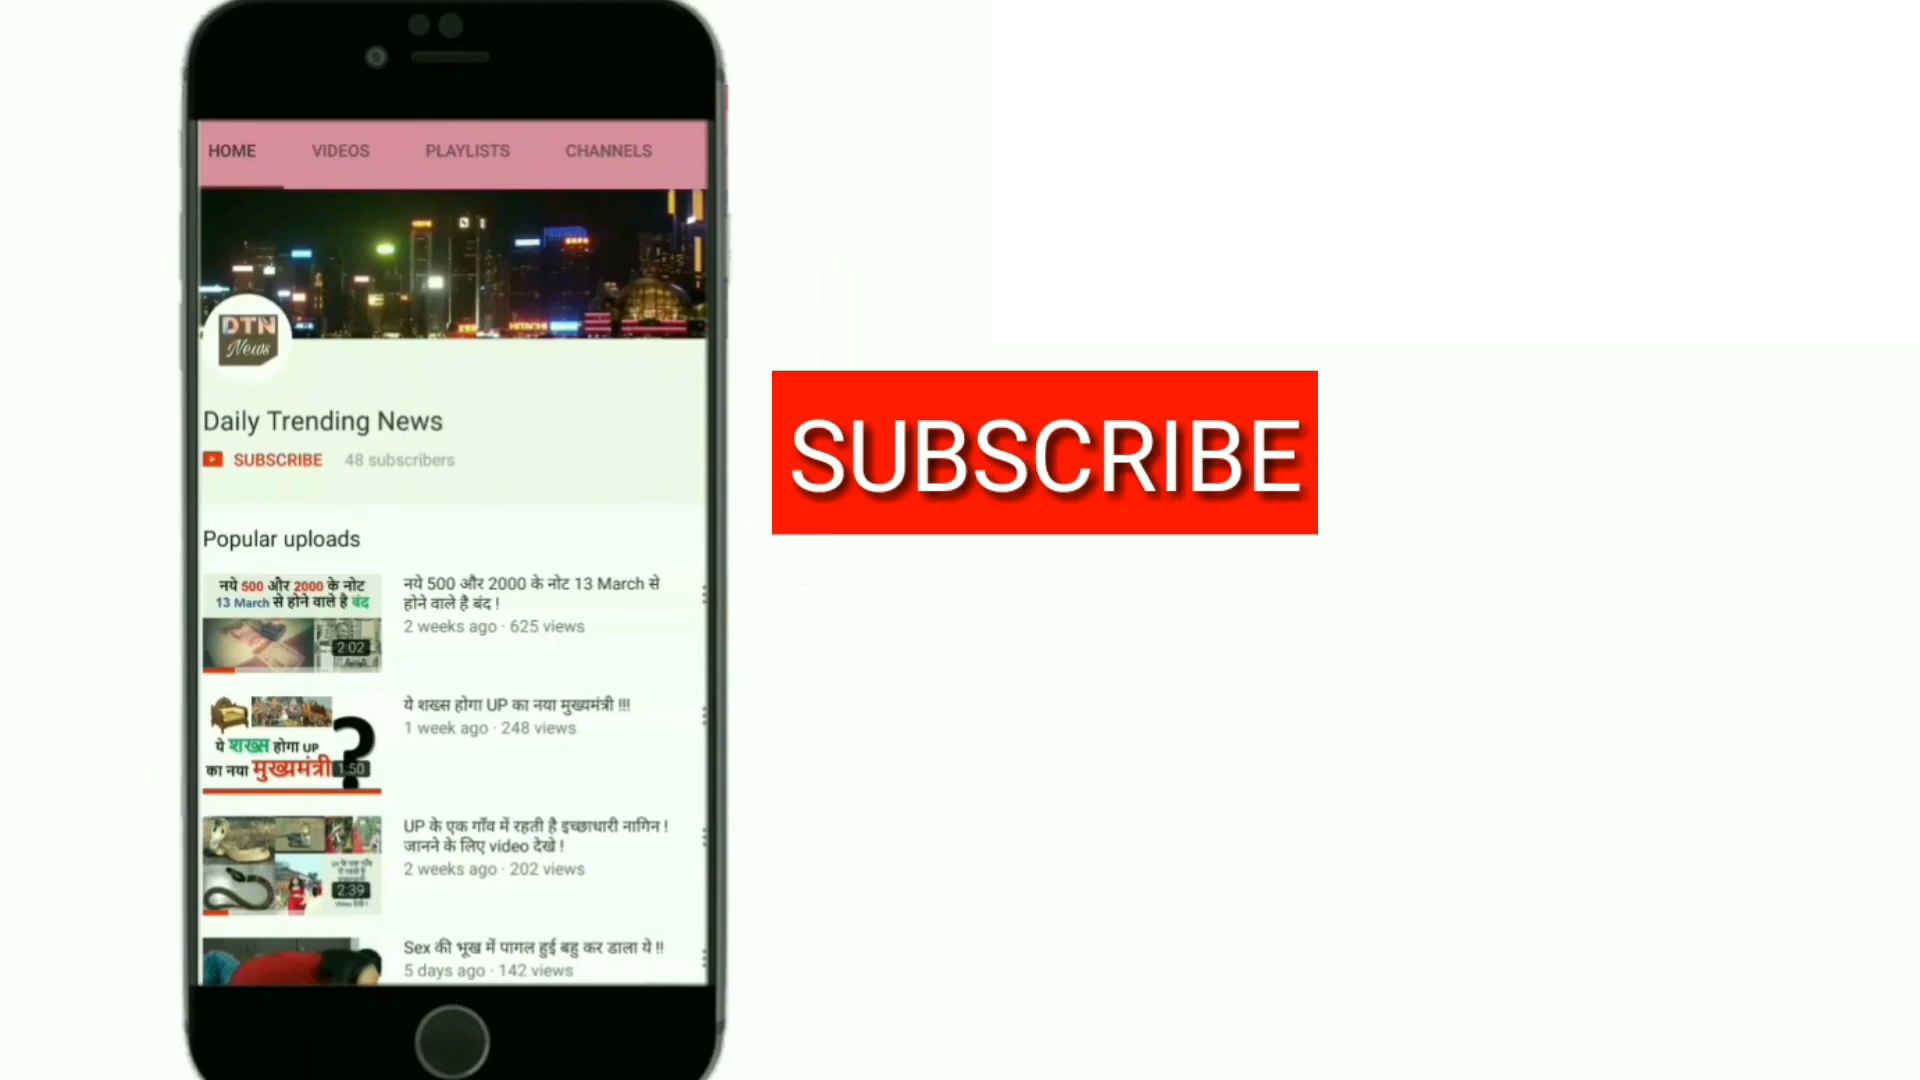 HOME VIDEOS PLAYLISTS CHANNELS
HITACHI
DTN
News
Daily Trending News
SUBSCRIBE 48 subscribers
SUBSCRIBE
Popular uploads
नये 500 और 2000 के नोट
13 March से होने वाले है बंद
2:02
नये 500 और 2000 के नोट 13 March से
होने वाले है बंद !
2 weeks ago · 625 views
ये शख्स होगा UP
का नया मुख्यमंत्री
?
1:50
ये शख्स होगा UP का नया मुख्यमंत्री !!!
1 week ago · 248 views
2:39
UP के एक गाँव में रहती है इच्छाधारी नागिन !
जानने के लिए video देखे !
2 weeks ago · 202 views
Sex की भूख में पागल हुई बहु कर डाला ये !!
5 days ago · 142 views